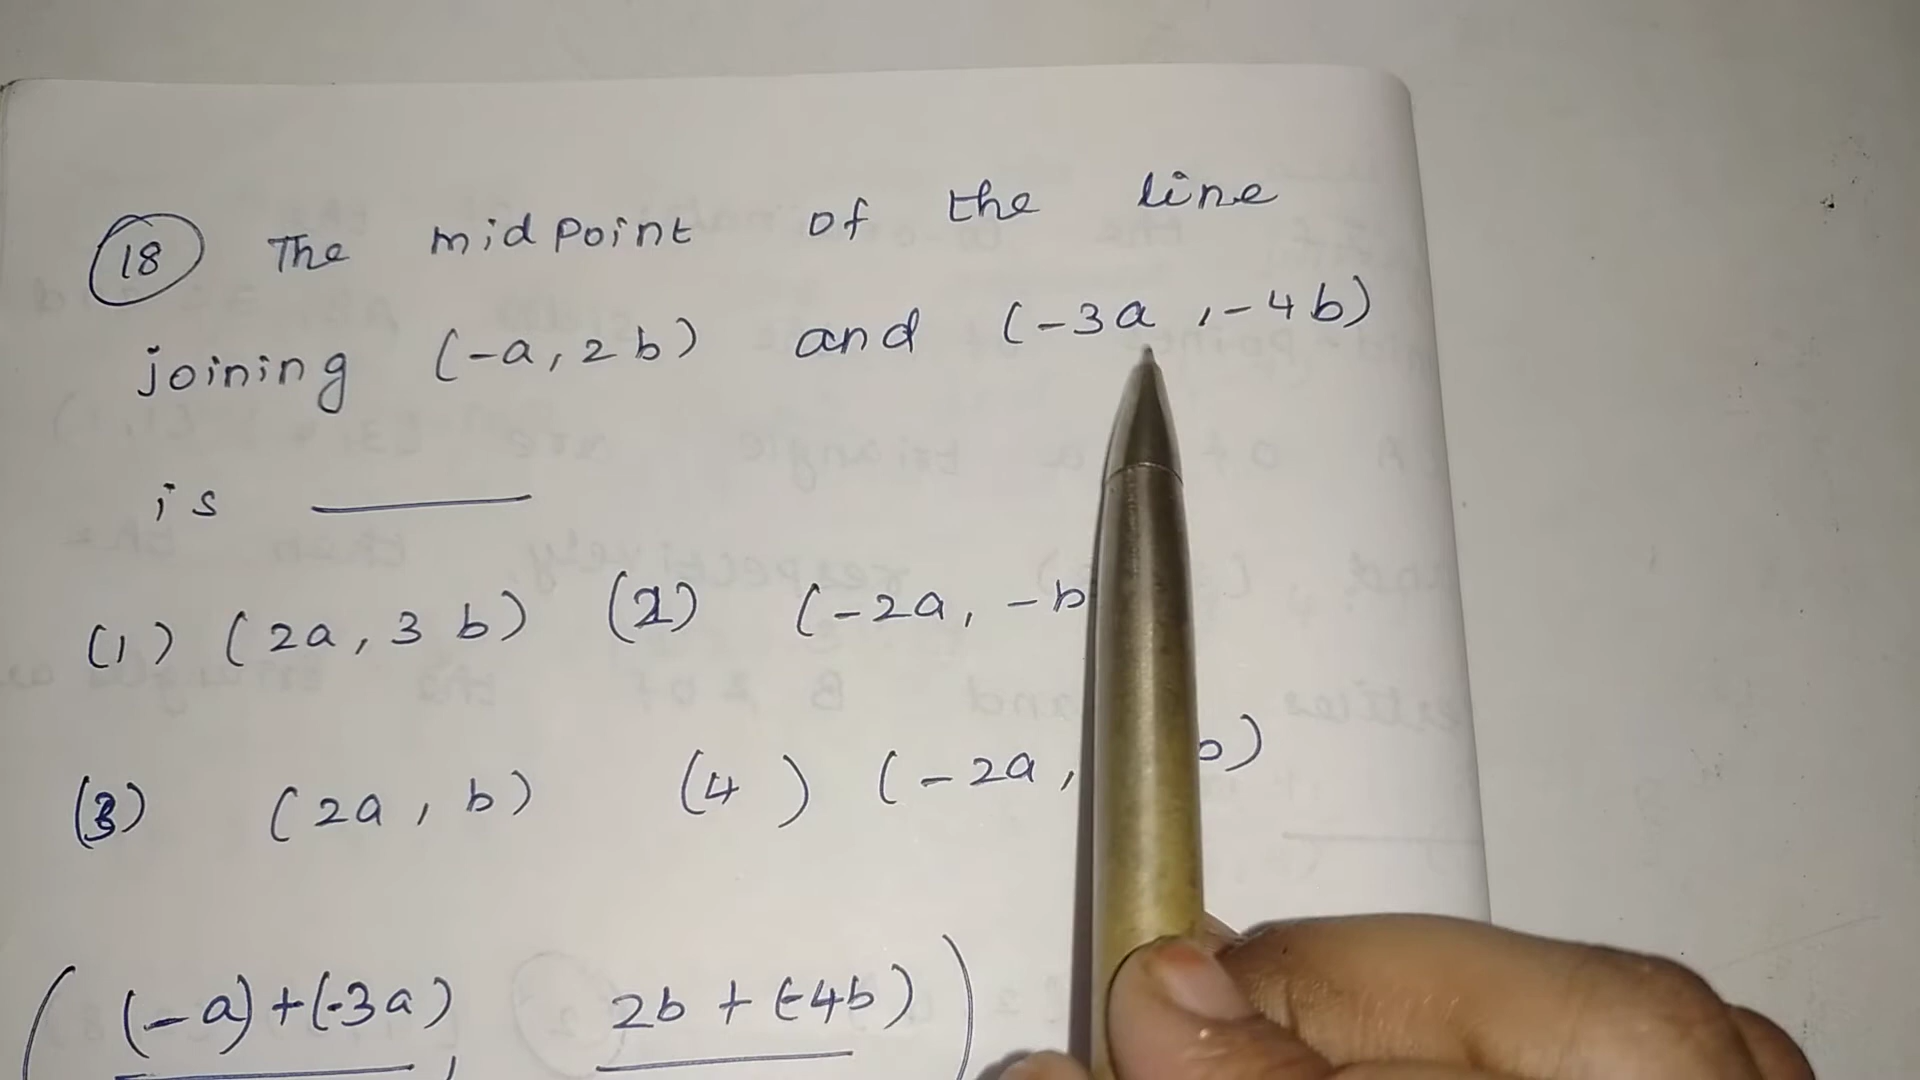 (18) The midpoint of the line
joining (-a, 2b) and (-3a, -4b)
is ______
(1) (2a, 3b) (2) (-2a, -b
(3) (2a, b) (4) (-2a, b)
( (-a)+(-3a) , 2b + (-4b) )